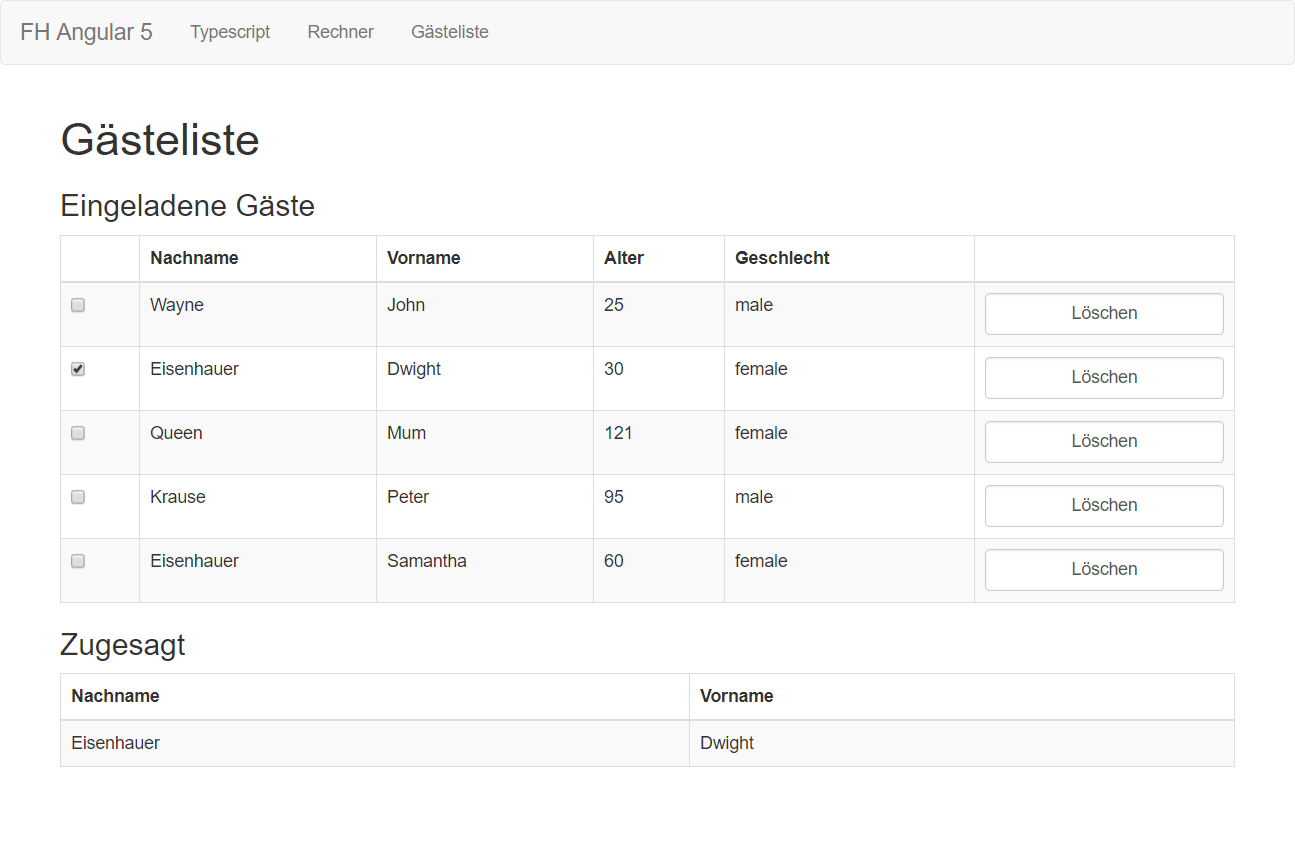 FH Angular 5 Typescript Rechner Gästeliste
Gästeliste
Eingeladene Gäste
Nachname Vorname Alter Geschlecht
Wayne John 25 male Löschen
Eisenhauer Dwight 30 female Löschen
Queen Mum 121 female Löschen
Krause Peter 95 male Löschen
Eisenhauer Samantha 60 female Löschen
Zugesagt
Nachname Vorname
Eisenhauer Dwight